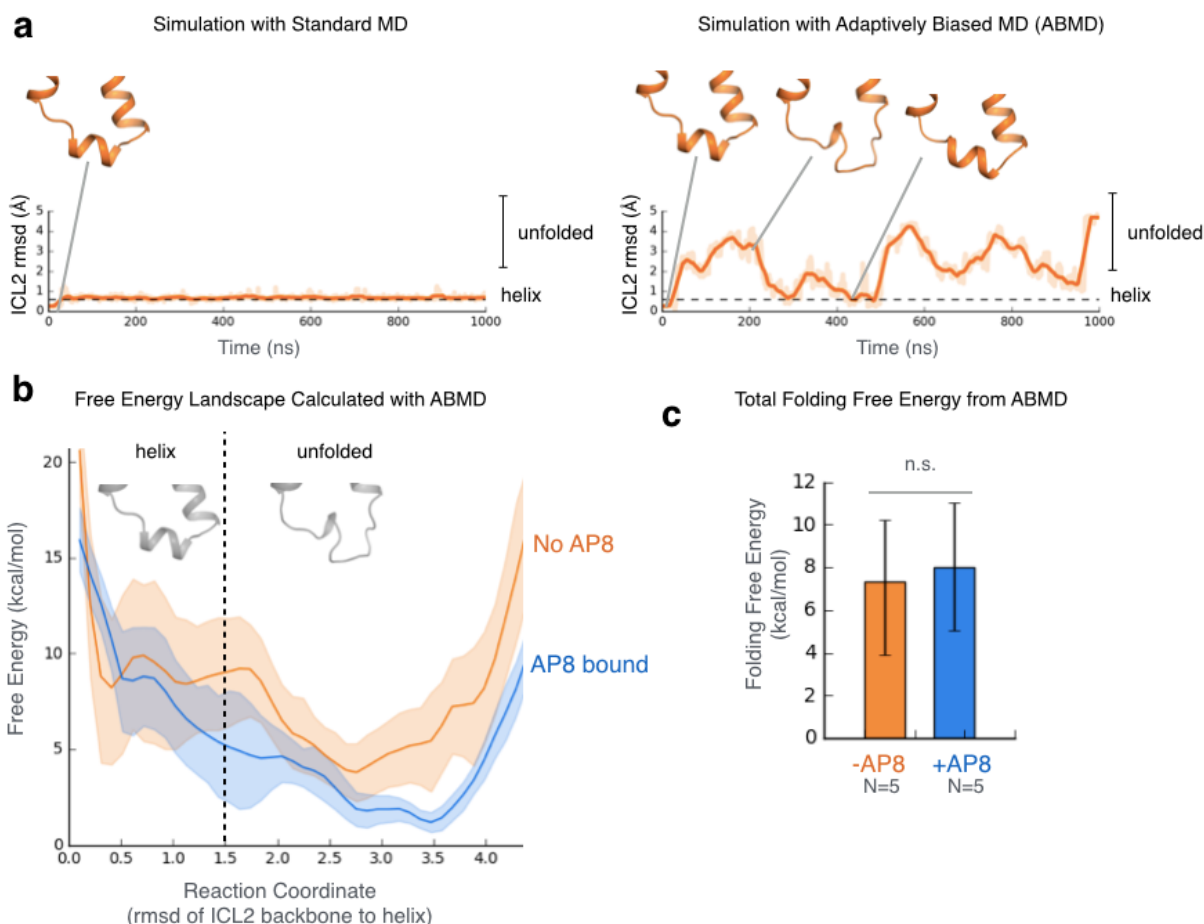 a
Simulation with Standard MD
Simulation with Adaptively Biased MD (ABMD)
ICL2 rmsd (Å)
5
4
3
2
1
0
0
200
400
600
800
1000
Time (ns)
unfolded
helix
ICL2 rmsd (Å)
5
4
3
2
1
0
0
200
400
600
800
1000
Time (ns)
unfolded
helix
b
Free Energy Landscape Calculated with ABMD
helix
unfolded
Free Energy (kcal/mol)
20
15
10
5
0
0.0
0.5
1.0
1.5
2.0
2.5
3.0
3.5
4.0
No AP8
AP8 bound
Reaction Coordinate
(rmsd of ICL2 backbone to helix)
c
Total Folding Free Energy from ABMD
n.s.
Folding Free Energy
(kcal/mol)
12
10
8
6
4
2
0
-AP8
N=5
+AP8
N=5